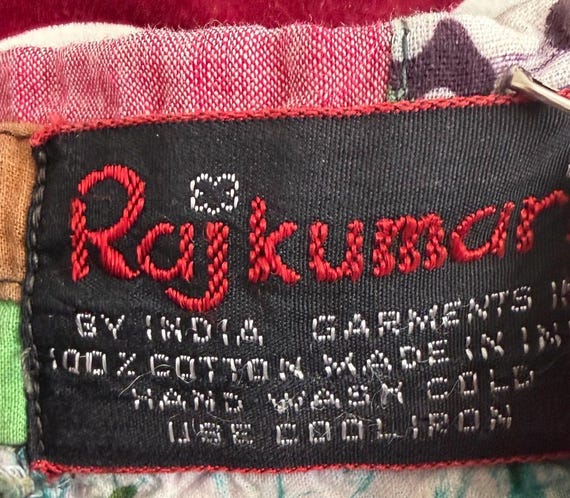 Rajkumar
BY INDIA GARMENTS
100% COTTON MADE IN
HAND WASH COLD
USE COOL IRON